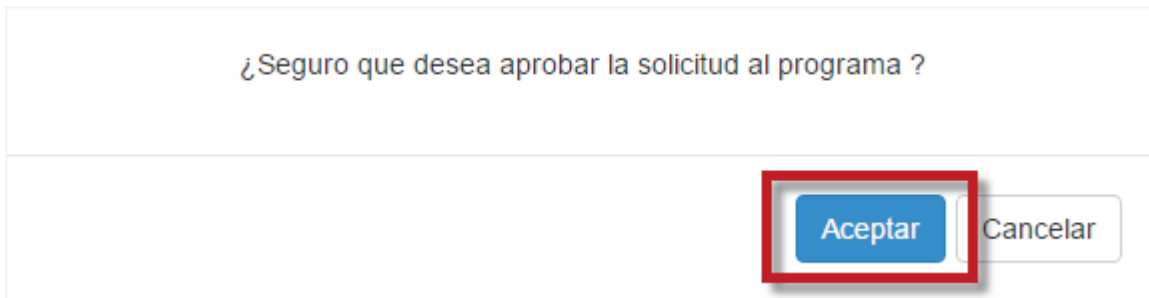 ¿Seguro que desea aprobar la solicitud al programa ?
Aceptar Cancelar